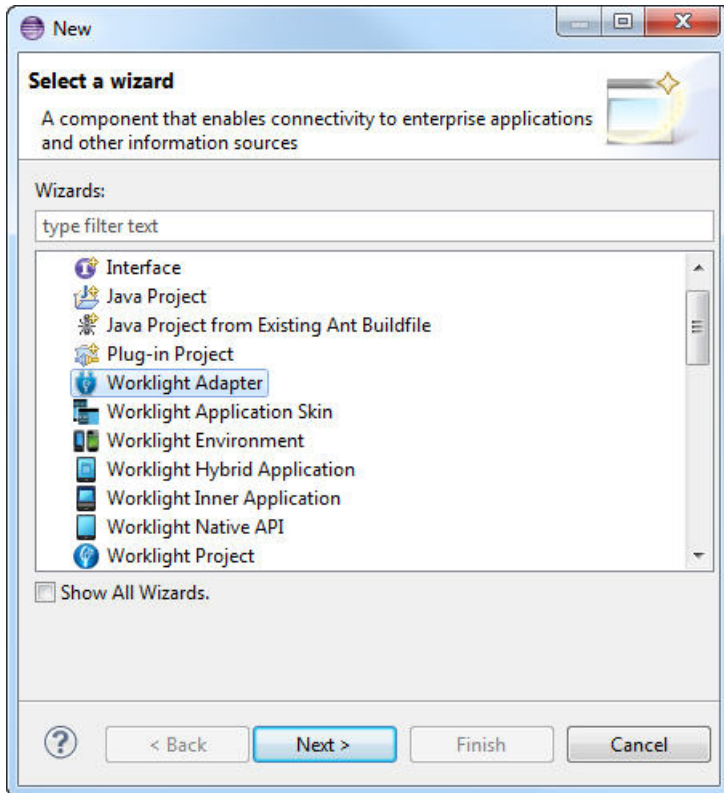 New
Select a wizard
A component that enables connectivity to enterprise applications
and other information sources
Wizards:
type filter text
Interface
Java Project
Java Project from Existing Ant Buildfile
Plug-in Project
Worklight Adapter
Worklight Application Skin
Worklight Environment
Worklight Hybrid Application
Worklight Inner Application
Worklight Native API
Worklight Project
Show All Wizards.
? < Back Next > Finish Cancel